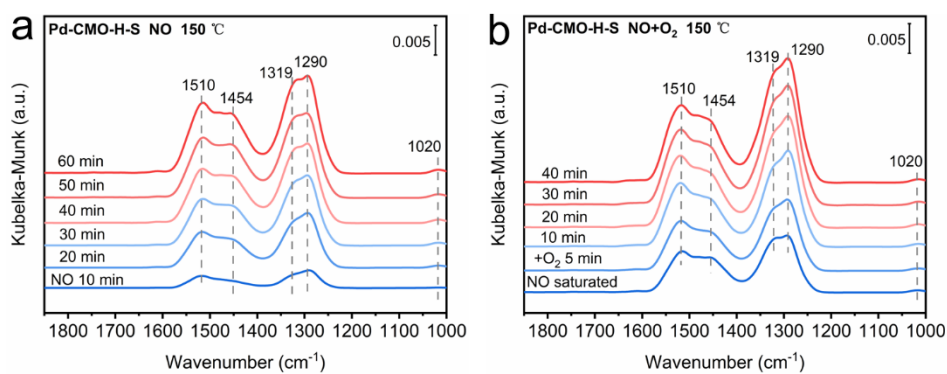 a
Pd-CMO-H-S NO 150 ℃
0.005
1510
1454
1319
1290
1020
60 min
50 min
40 min
30 min
20 min
NO 10 min
Kubelka-Munk (a.u.)
1800 1700 1600 1500 1400 1300 1200 1100 1000
Wavenumber (cm⁻¹)
b
Pd-CMO-H-S NO+O₂ 150 ℃
0.005
1510
1454
1319
1290
1020
40 min
30 min
20 min
10 min
+O₂ 5 min
NO saturated
Kubelka-Munk (a.u.)
1800 1700 1600 1500 1400 1300 1200 1100 1000
Wavenumber (cm⁻¹)